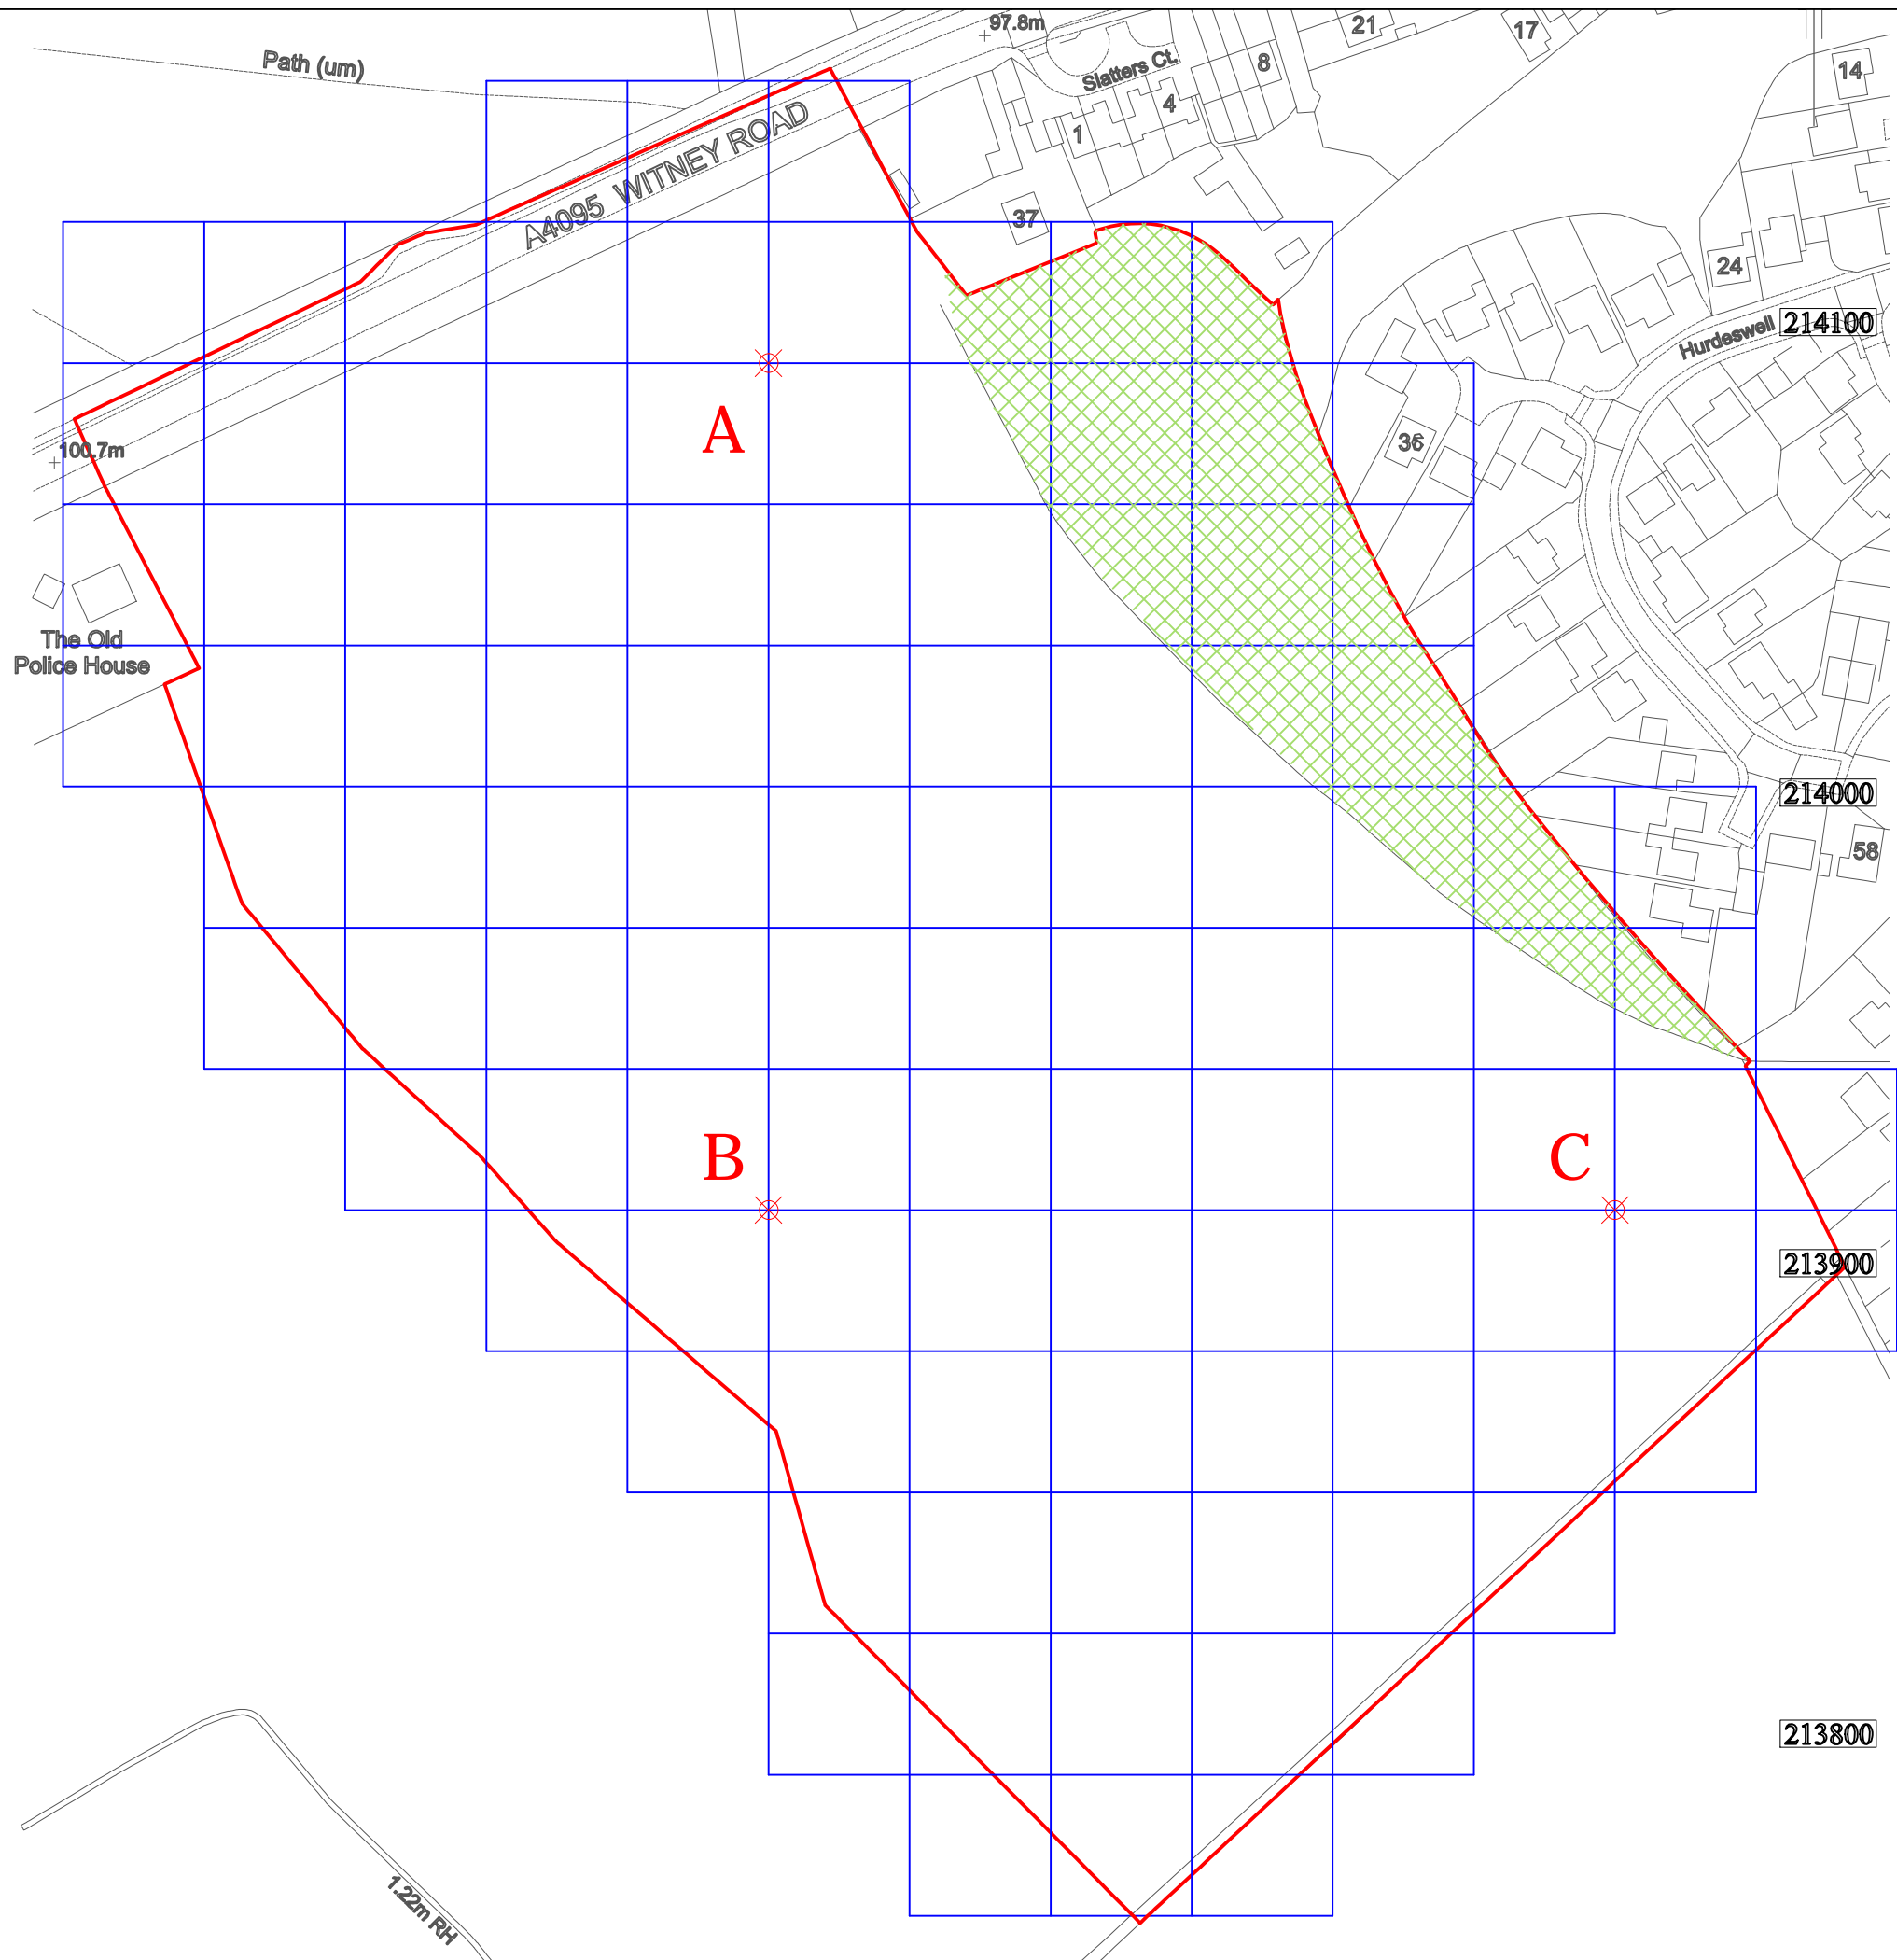 97.8m
21
17
Path (um)
Slatters Ct.
8
14
4
1
A4095 WITNEY ROAD
37
24
Hurdeswell
214100
A
36
100.7m
The Old
Police House
214000
58
B
C
213900
213800
1.22m RH